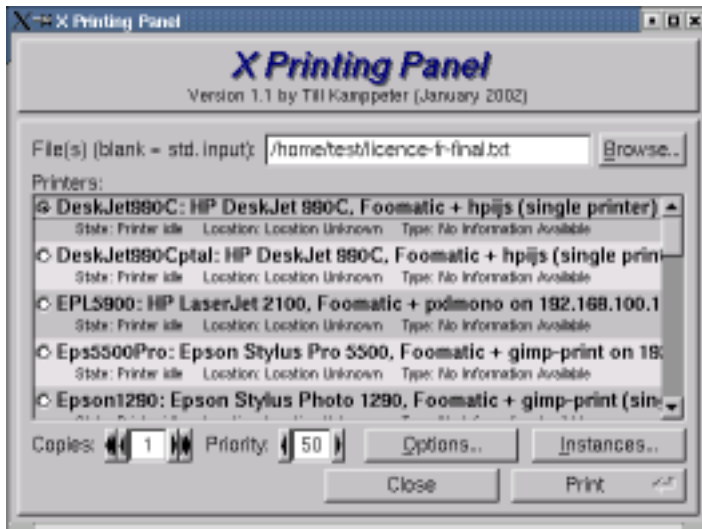 X Printing Panel
X Printing Panel
Version 1.1 by Till Kamppeter (January 2002)
File(s) (blank = std. input): /home/test/licence-fr-final.txt Browse...
Printers:
DeskJet990C: HP DeskJet 990C, Foomatic + hpijs (single printer)
State: Printer idle Location: Location Unknown Type: No Information Available
DeskJet990Cptal: HP DeskJet 990C, Foomatic + hpijs (single prin
State: Printer idle Location: Location Unknown Type: No Information Available
EPL5900: HP LaserJet 2100, Foomatic + pxlmono on 192.168.100.1
State: Printer idle Location: Location Unknown Type: No Information Available
Eps5500Pro: Epson Stylus Pro 5500, Foomatic + gimp-print on 19
State: Printer idle Location: Location Unknown Type: No Information Available
Epson1290: Epson Stylus Photo 1290, Foomatic + gimp-print (sin
Copies: 1 Priority: 50 Options... Instances...
Close Print